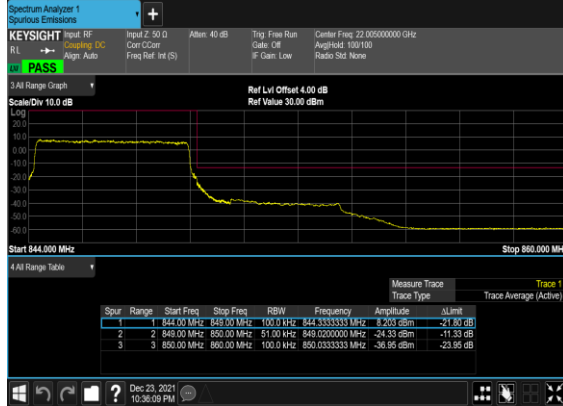 Spectrum Analyzer 1
Spurious Emissions
+
KEYSIGHT Input: RF Input Z: 50 Ω Atten: 40 dB Trig: Free Run Center Freq: 22.005000000 GHz
RL Coupling: DC Corr CCorr Gate: Off Avg|Hold: 100/100
Align: Auto Freq Ref: Int (S) IF Gain: Low Radio Std: None
PASS
3 All Range Graph Ref Lvl Offset 4.00 dB
Scale/Div 10.0 dB Ref Value 30.00 dBm
Log
20.0
10.0
0.00
-10.0
-20.0
-30.0
-40.0
-50.0
-60.0
Start 844.000 MHz Stop 860.000 MH
4 All Range Table
Measure Trace Trace 1
Trace Type Trace Average (Active)
Spur Range Start Freq Stop Freq RBW Frequency Amplitude ΔLimit
1 1 844.00 MHz 849.00 MHz 100.0 kHz 844.3333333 MHz 8.203 dBm -21.80 dB
2 2 849.00 MHz 850.00 MHz 51.00 kHz 849.0200000 MHz -24.33 dBm -11.33 dB
3 3 850.00 MHz 860.00 MHz 100.0 kHz 850.0333333 MHz -36.95 dBm -23.95 dB
? Dec 23, 2021
10:36:09 PM